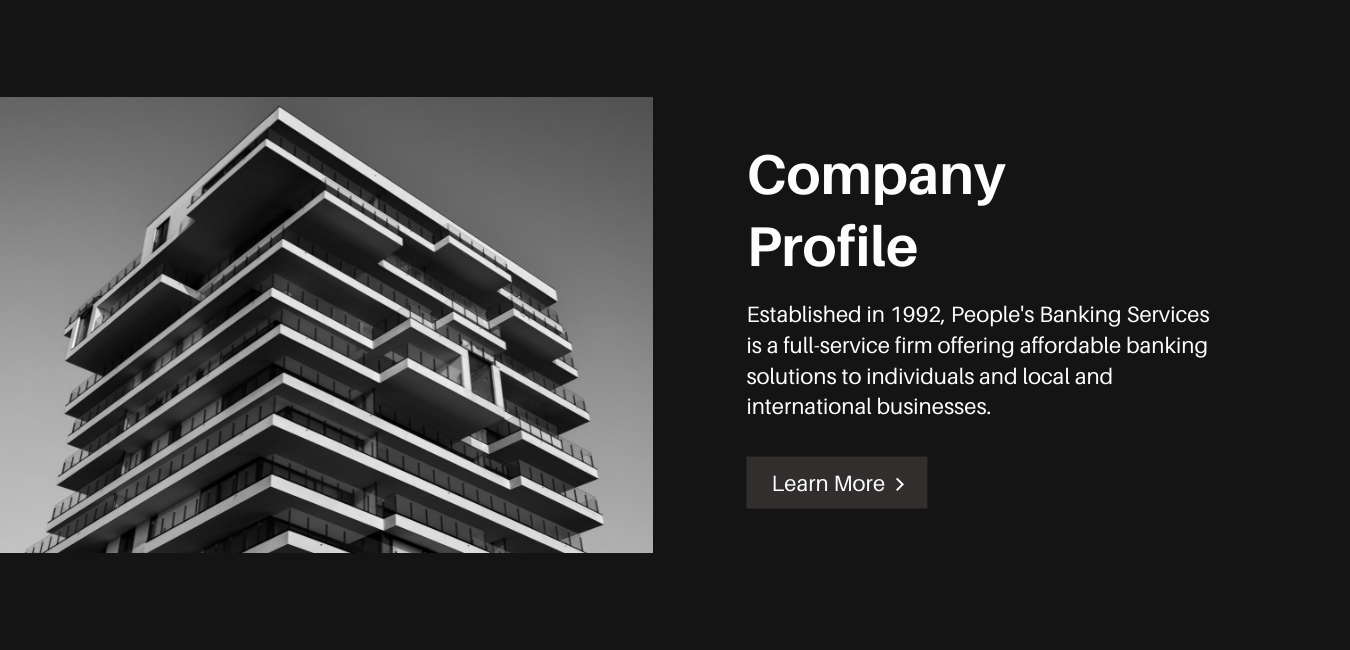 Company
Profile
Established in 1992, People's Banking Services
is a full-service firm offering affordable banking
solutions to individuals and local and
international businesses.
Learn More